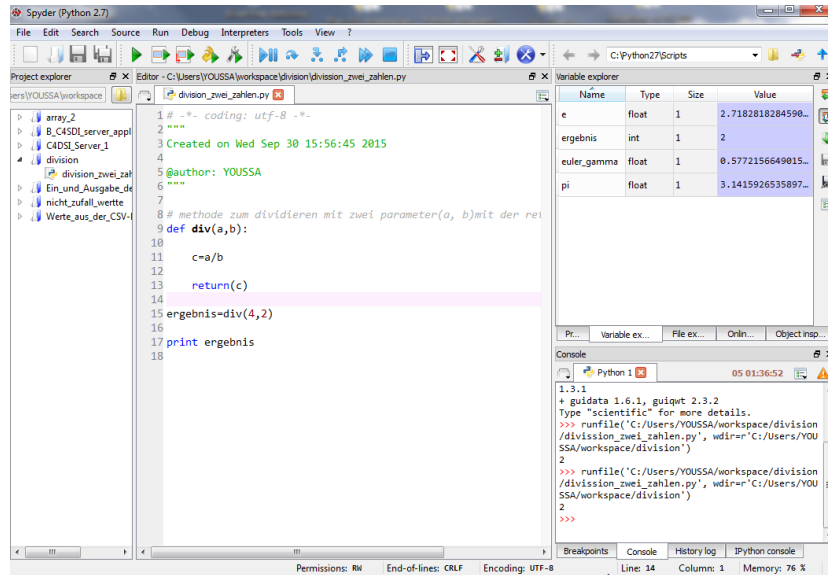 Spyder (Python 2.7)
File Edit Search Source Run Debug Interpreters Tools View ?
C:\Python27\Scripts
Project explorer
ers\YOUSSA\workspace
array_2
B_C4SDI_server_appl
C4DSI_Server_1
division
division_zwei_zah
Ein_und_Ausgabe_de
nicht_zufall_wertte
Werte_aus_der_CSV-
Editor - C:\Users\YOUSSA\workspace\division\divission_zwei_zahlen.py
division_zwei_zahlen.py
1 # -*- coding: utf-8 -*-
2 """
3 Created on Wed Sep 30 15:56:45 2015
4
5 @author: YOUSSA
6 """
7
8 # methode zum dividieren mit zwei parameter(a, b)mit der ret
9 def div(a,b):
10
11 c=a/b
12
13 return(c)
14
15 ergebnis=div(4,2)
16
17 print ergebnis
18
Variable explorer
Name Type Size Value
e float 1 2.7182818284590...
ergebnis int 1 2
euler_gamma float 1 0.5772156649015...
pi float 1 3.1415926535897...
Pr... Variable ex... File ex... Onlin... Object insp...
Console
Python 1 05 01:36:52
1.3.1
+ guidata 1.6.1, guiqwt 2.3.2
Type "scientific" for more details.
>>> runfile('C:/Users/YOUSSA/workspace/division
/divission_zwei_zahlen.py', wdir=r'C:/Users/YOU
SSA/workspace/division')
2
>>> runfile('C:/Users/YOUSSA/workspace/division
/divission_zwei_zahlen.py', wdir=r'C:/Users/YOU
SSA/workspace/division')
2
>>>
Breakpoints Console History log IPython console
Permissions: RW End-of-lines: CRLF Encoding: UTF-8 Line: 14 Column: 1 Memory: 76 %